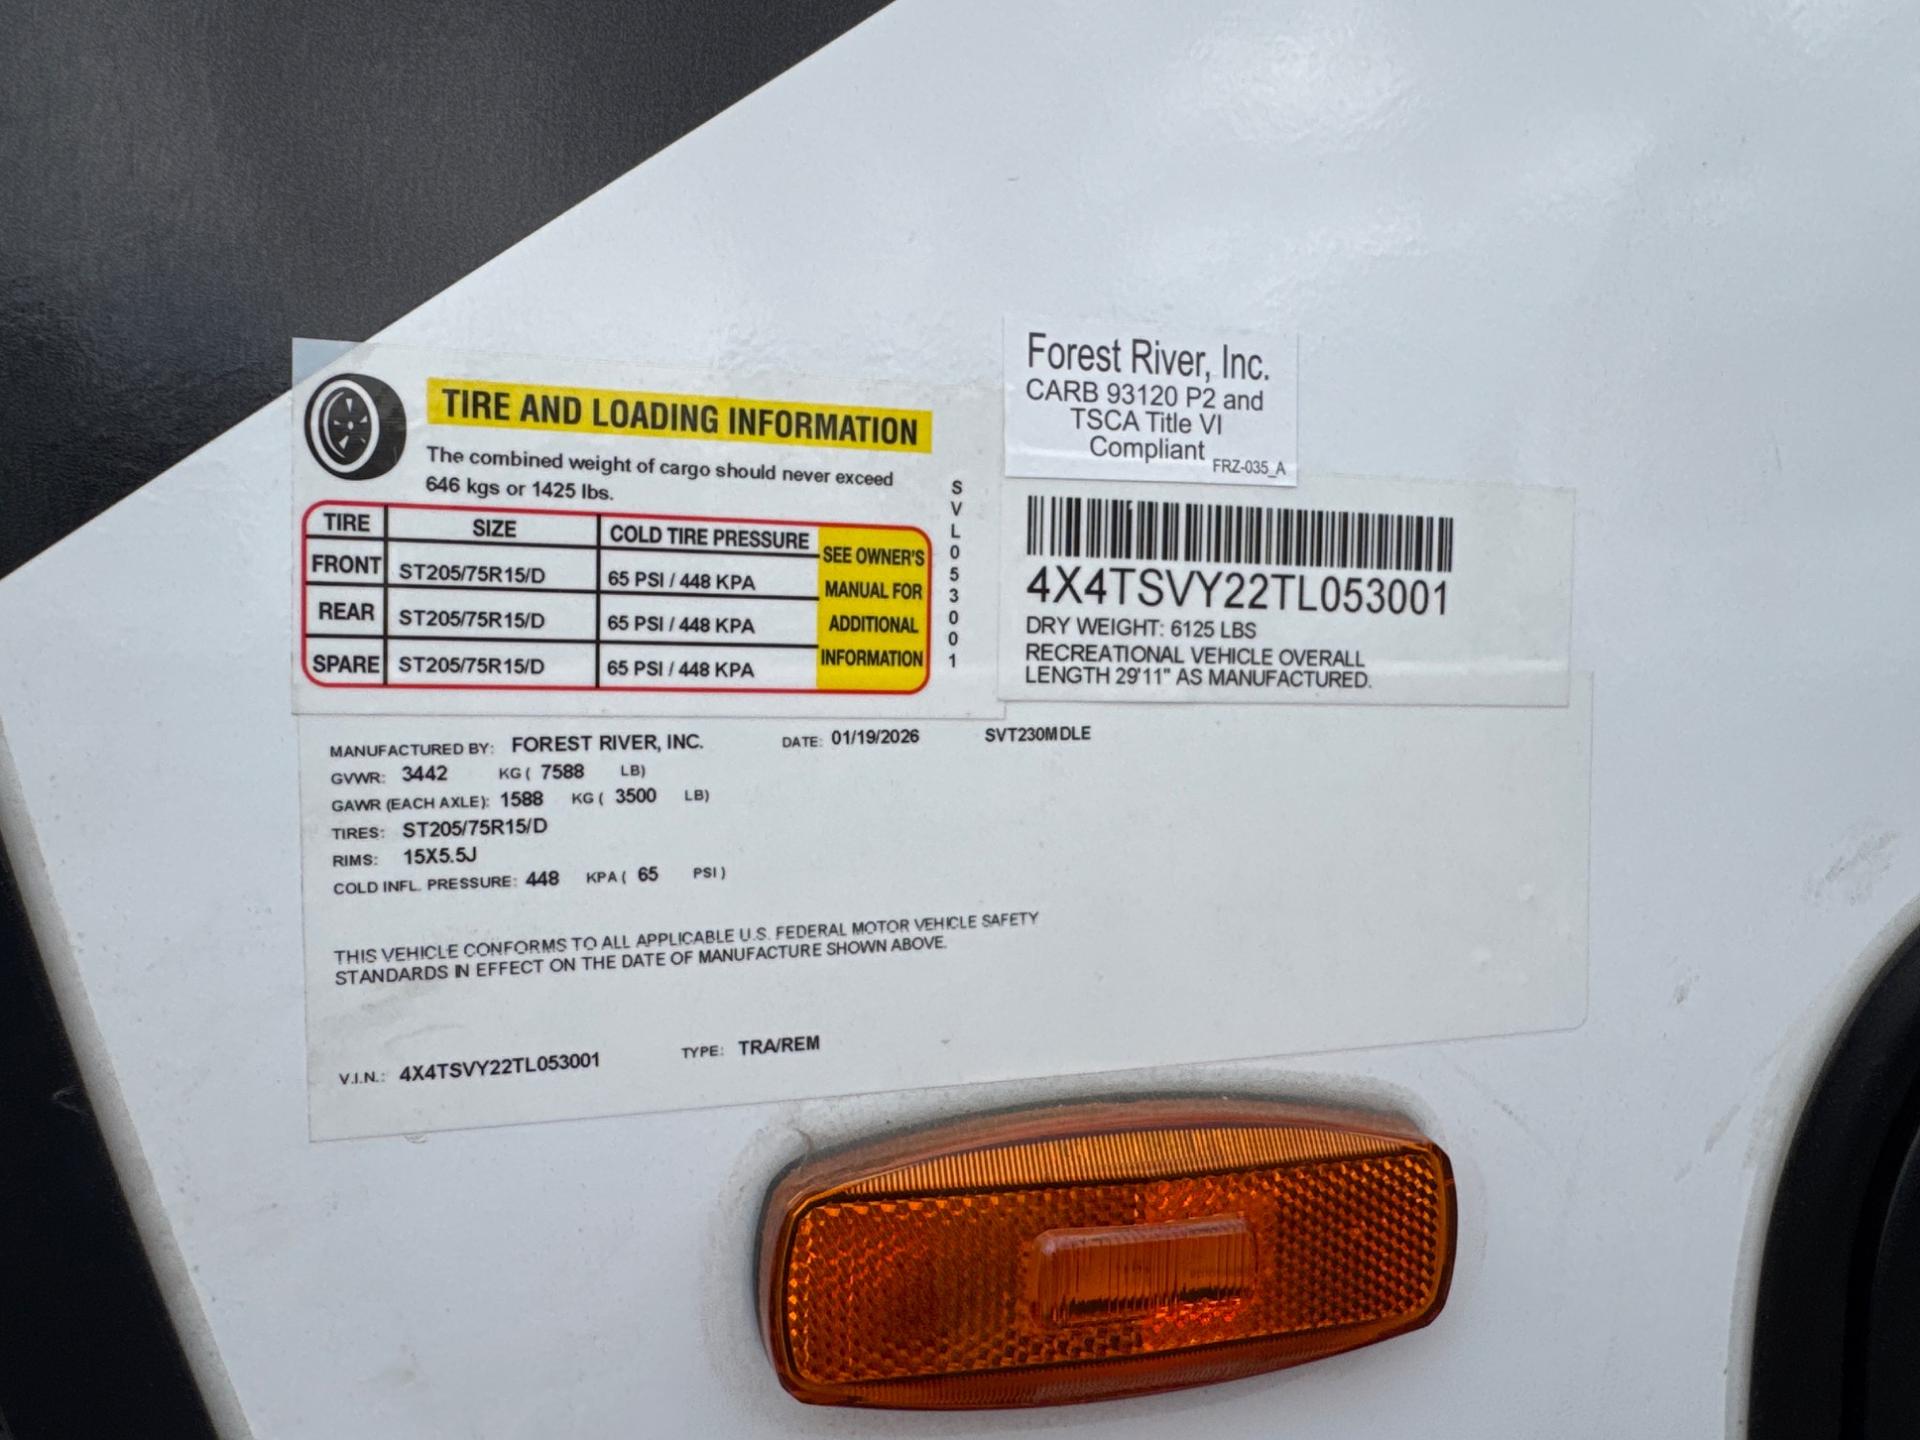 TIRE AND LOADING INFORMATION
The combined weight of cargo should never exceed
646 kgs or 1425 lbs.
TIRE SIZE COLD TIRE PRESSURE
FRONT ST205/75R15/D 65 PSI / 448 KPA
REAR ST205/75R15/D 65 PSI / 448 KPA
SPARE ST205/75R15/D 65 PSI / 448 KPA
SEE OWNER'S
MANUAL FOR
ADDITIONAL
INFORMATION
SVL053001
Forest River, Inc.
CARB 93120 P2 and
TSCA Title VI
Compliant
FRZ-035_A
4X4TSVY22TL053001
DRY WEIGHT: 6125 LBS
RECREATIONAL VEHICLE OVERALL
LENGTH 29'11" AS MANUFACTURED.
MANUFACTURED BY: FOREST RIVER, INC. DATE: 01/19/2026 SVT230MDLE
GVWR: 3442 KG ( 7588 LB)
GAWR (EACH AXLE): 1588 KG ( 3500 LB)
TIRES: ST205/75R15/D
RIMS: 15X5.5J
COLD INFL. PRESSURE: 448 KPA ( 65 PSI )
THIS VEHICLE CONFORMS TO ALL APPLICABLE U.S. FEDERAL MOTOR VEHICLE SAFETY
STANDARDS IN EFFECT ON THE DATE OF MANUFACTURE SHOWN ABOVE.
V.I.N.: 4X4TSVY22TL053001 TYPE: TRA/REM